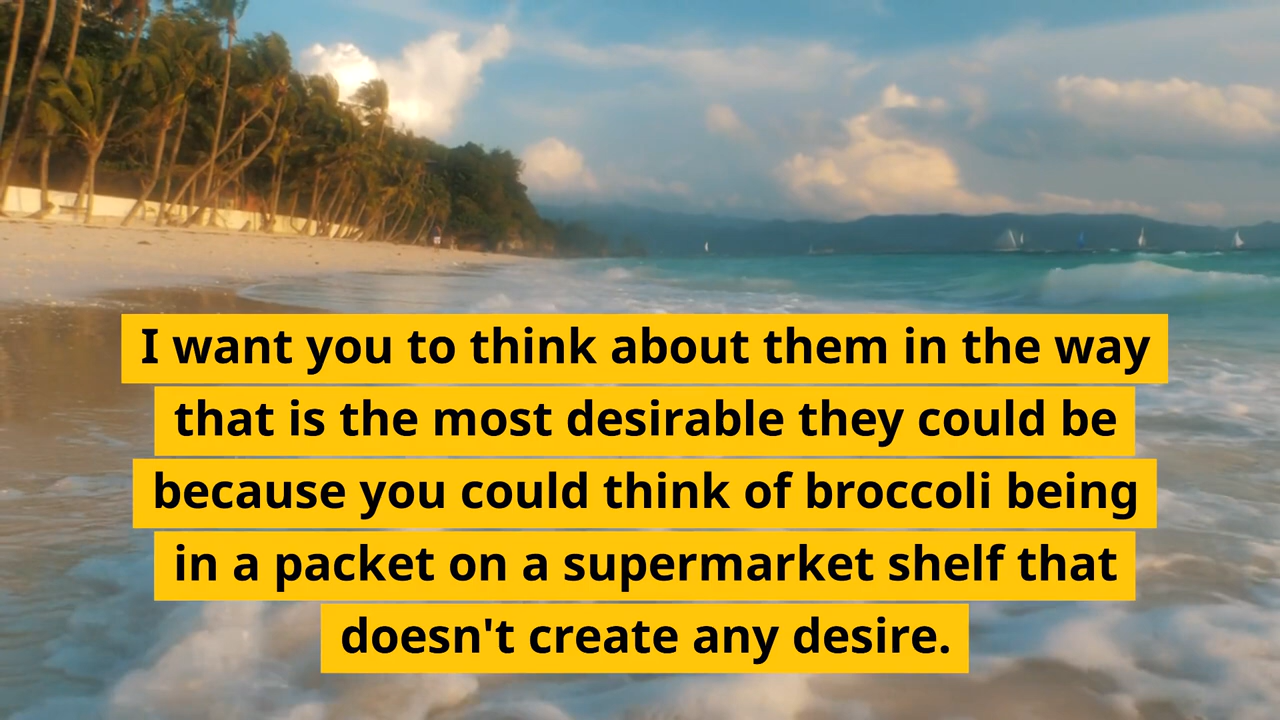 I want you to think about them in the way
that is the most desirable they could be
because you could think of broccoli being
in a packet on a supermarket shelf that
doesn't create any desire.